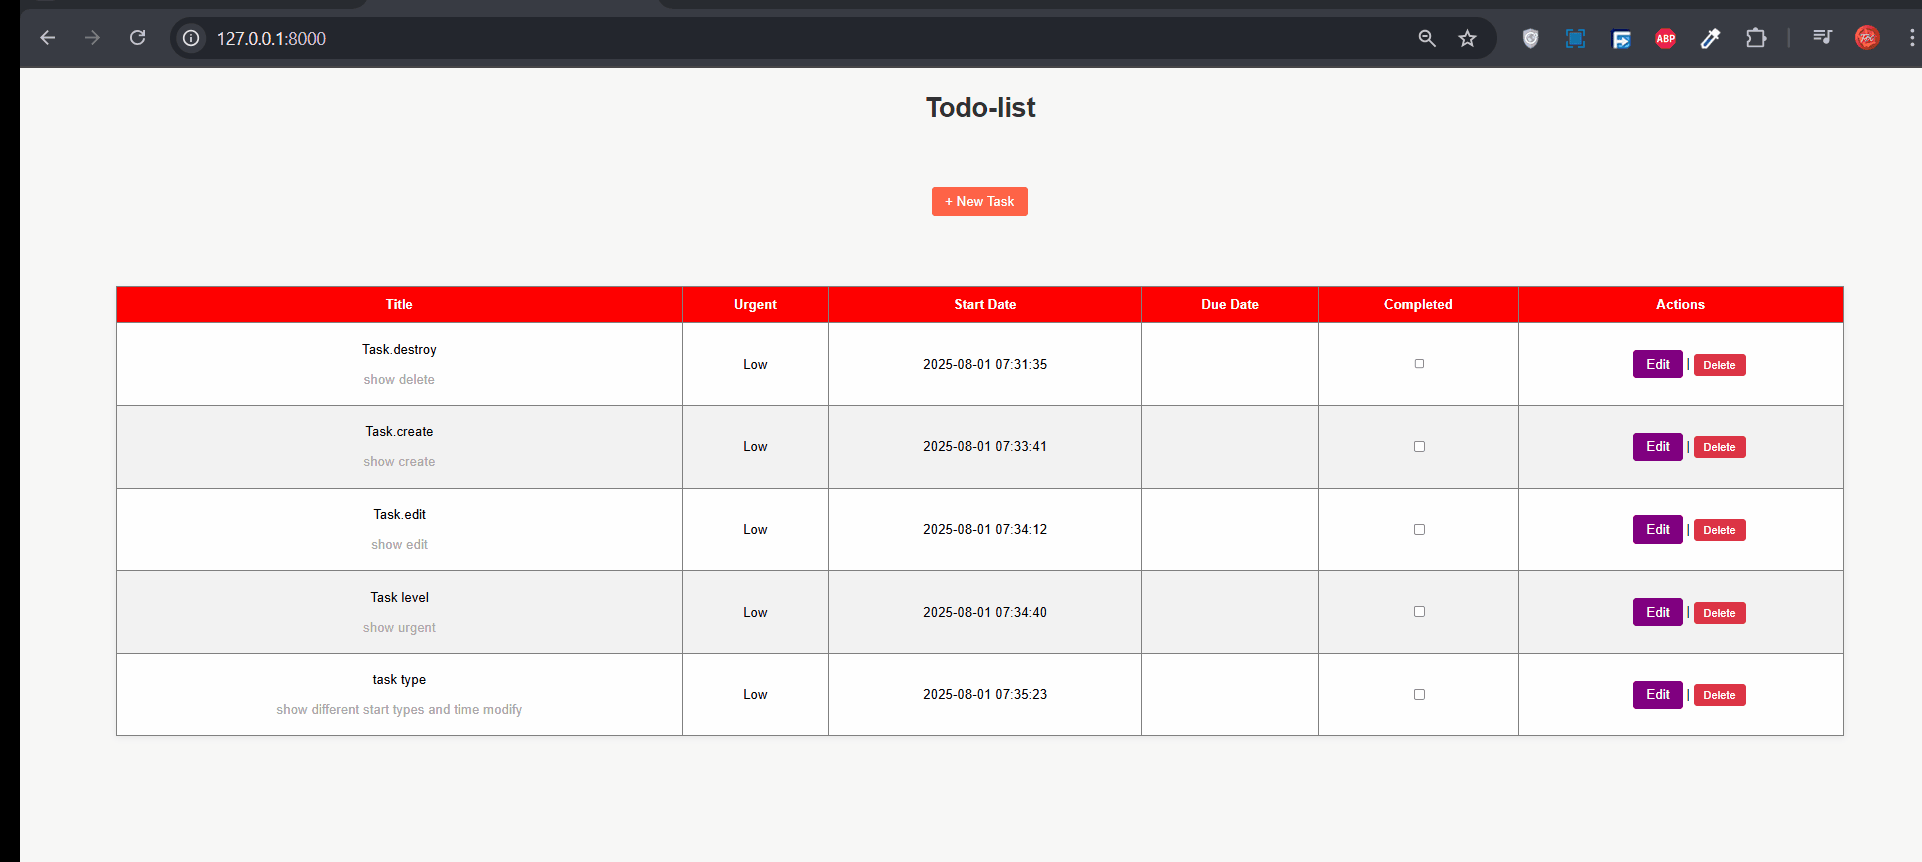 127.0.0.1:8000
ABP
Todo-list
+ New Task
Title Urgent Start Date Due Date Completed Actions
Task.destroy
show delete
Low 2025-08-01 07:31:35 Edit | Delete
Task.create
show create
Low 2025-08-01 07:33:41 Edit | Delete
Task.edit
show edit
Low 2025-08-01 07:34:12 Edit | Delete
Task level
show urgent
Low 2025-08-01 07:34:40 Edit | Delete
task type
show different start types and time modify
Low 2025-08-01 07:35:23 Edit | Delete